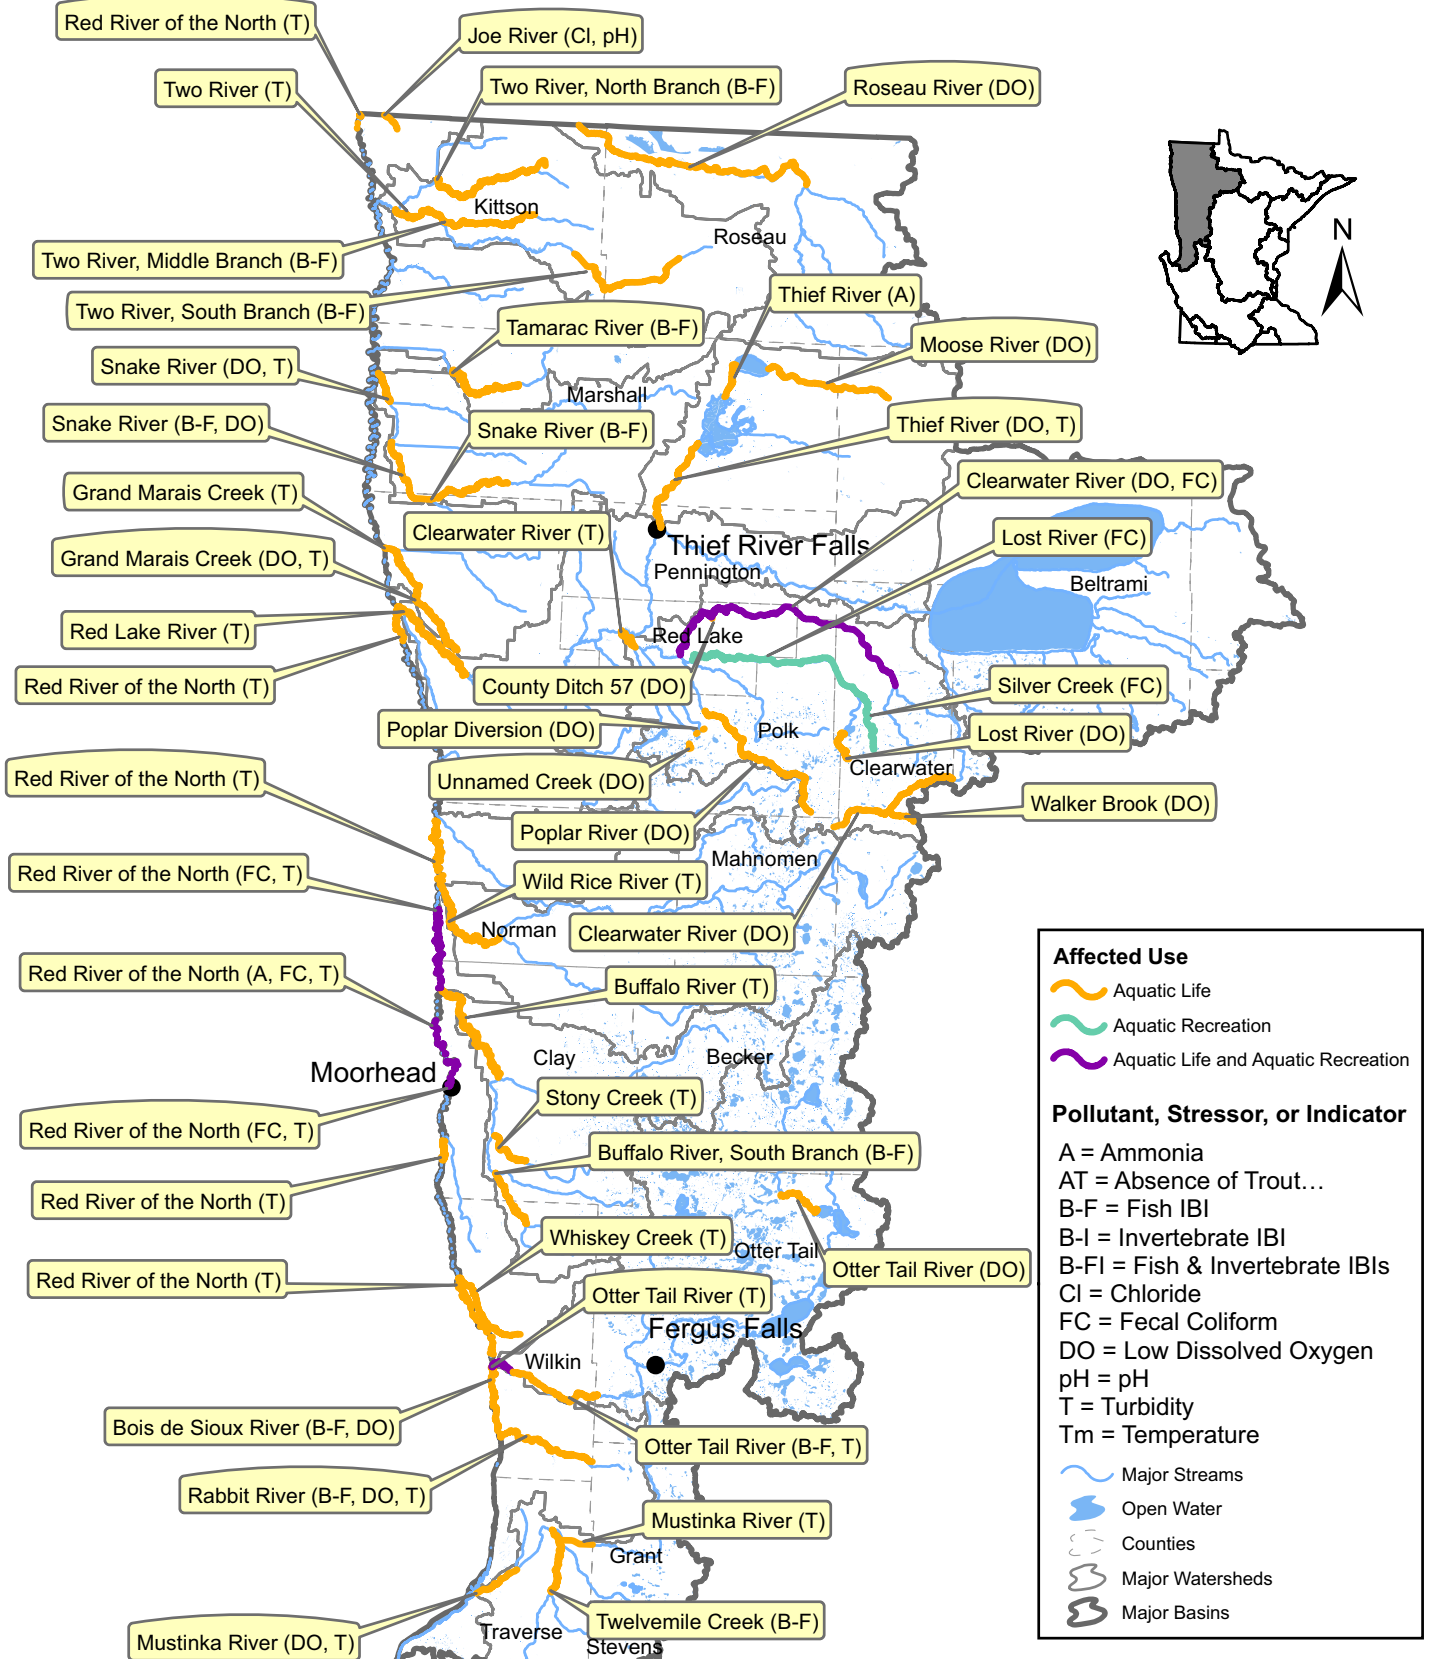 Red River of the North (T)
Joe River (Cl, pH)
Two River (T)
Two River, North Branch (B-F)
Roseau River (DO)
Kittson
Roseau
N
Two River, Middle Branch (B-F)
Two River, South Branch (B-F)
Thief River (A)
Tamarac River (B-F)
Moose River (DO)
Snake River (DO, T)
Marshall
Snake River (B-F, DO)
Snake River (B-F)
Thief River (DO, T)
Grand Marais Creek (T)
Clearwater River (DO, FC)
Clearwater River (T)
Lost River (FC)
Thief River Falls
Grand Marais Creek (DO, T)
Pennington
Beltrami
Red Lake River (T)
Red Lake
Red River of the North (T)
County Ditch 57 (DO)
Silver Creek (FC)
Poplar Diversion (DO)
Polk
Lost River (DO)
Red River of the North (T)
Unnamed Creek (DO)
Clearwater
Walker Brook (DO)
Poplar River (DO)
Mahnomen
Red River of the North (FC, T)
Wild Rice River (T)
Norman
Clearwater River (DO)
Red River of the North (A, FC, T)
Buffalo River (T)
Clay
Becker
Moorhead
Stony Creek (T)
Red River of the North (FC, T)
Buffalo River, South Branch (B-F)
Red River of the North (T)
Whiskey Creek (T)
Otter Tail
Otter Tail River (DO)
Red River of the North (T)
Otter Tail River (T)
Fergus Falls
Wilkin
Bois de Sioux River (B-F, DO)
Otter Tail River (B-F, T)
Rabbit River (B-F, DO, T)
Mustinka River (T)
Grant
Twelvemile Creek (B-F)
Traverse
Mustinka River (DO, T)
Stevens
Affected Use
Aquatic Life
Aquatic Recreation
Aquatic Life and Aquatic Recreation
Pollutant, Stressor, or Indicator
A = Ammonia
AT = Absence of Trout…
B-F = Fish IBI
B-I = Invertebrate IBI
B-FI = Fish & Invertebrate IBIs
Cl = Chloride
FC = Fecal Coliform
DO = Low Dissolved Oxygen
pH = pH
T = Turbidity
Tm = Temperature
Major Streams
Open Water
Counties
Major Watersheds
Major Basins